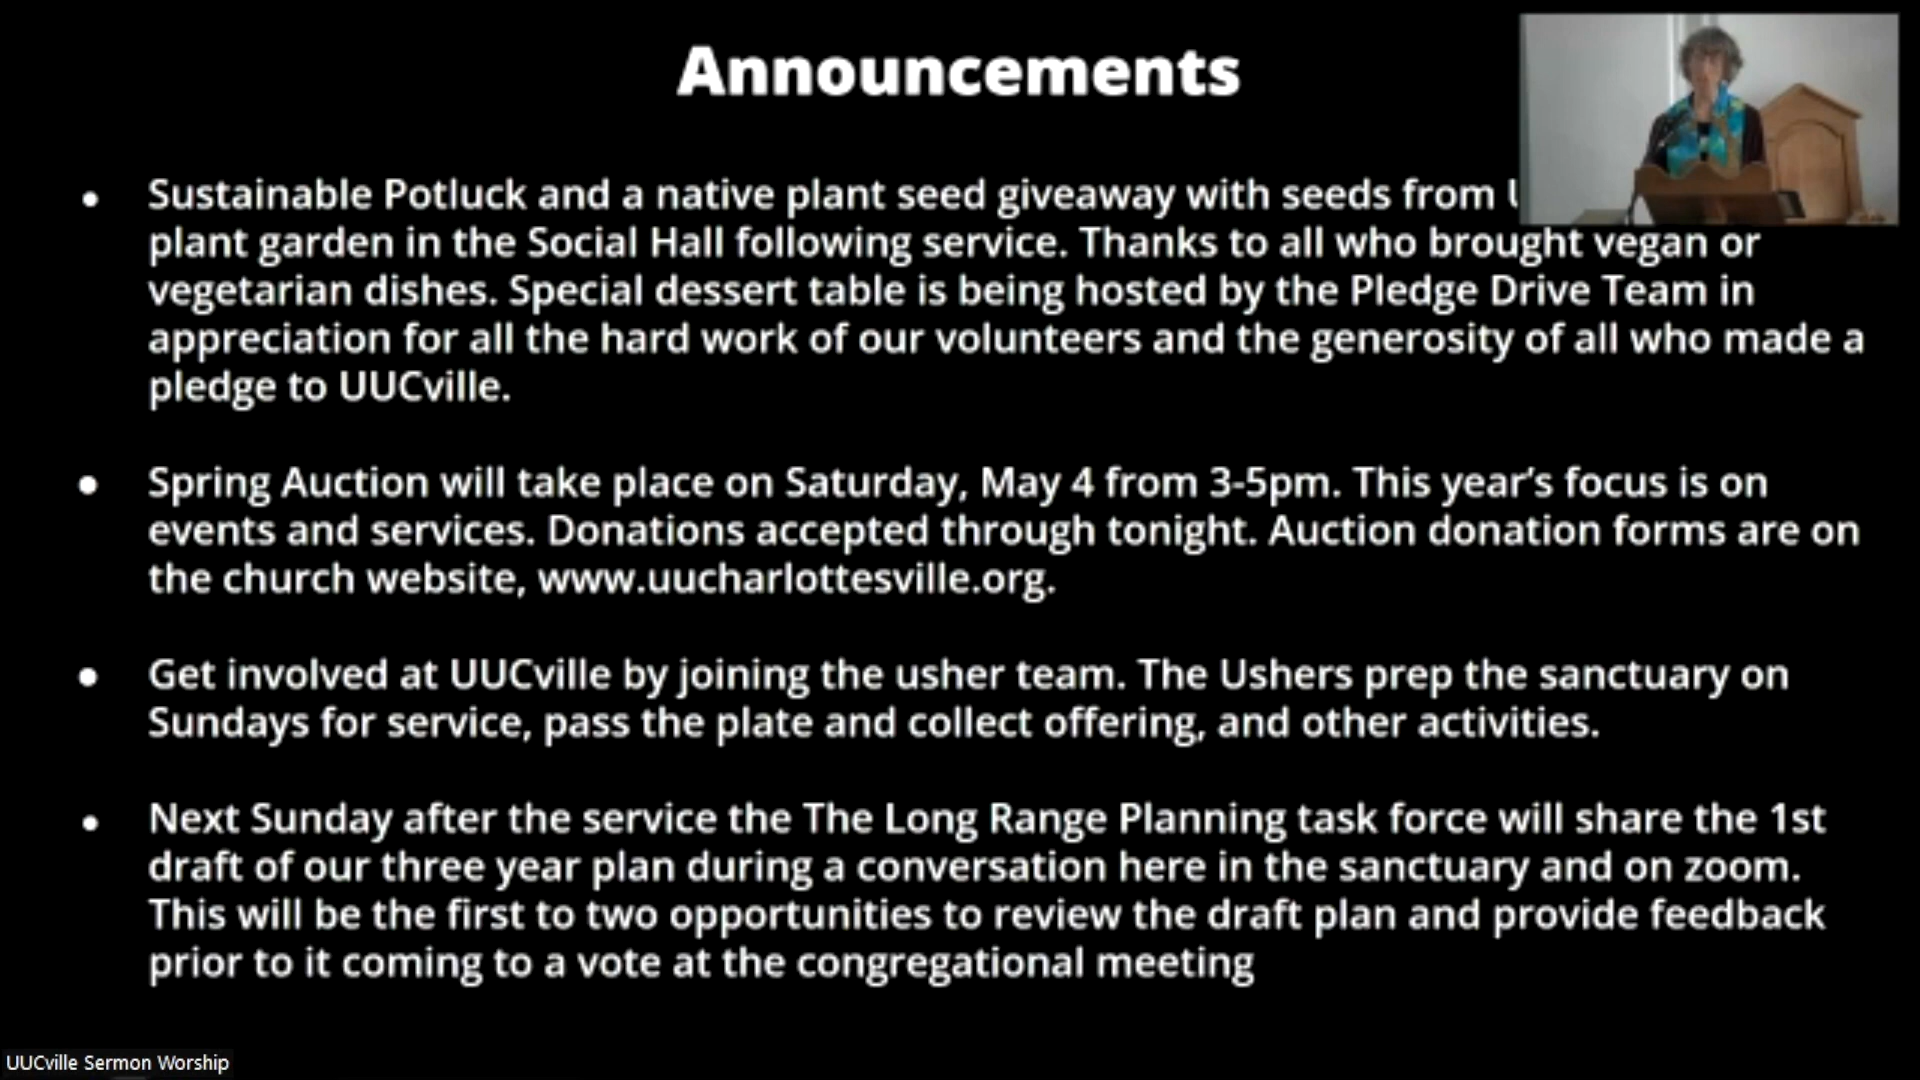 Announcements
• Sustainable Potluck and a native plant seed giveaway with seeds from
plant garden in the Social Hall following service. Thanks to all who brought vegan or
vegetarian dishes. Special dessert table is being hosted by the Pledge Drive Team in
appreciation for all the hard work of our volunteers and the generosity of all who made a
pledge to UUCville.
• Spring Auction will take place on Saturday, May 4 from 3-5pm. This year’s focus is on
events and services. Donations accepted through tonight. Auction donation forms are on
the church website, www.uucharlottesville.org.
• Get involved at UUCville by joining the usher team. The Ushers prep the sanctuary on
Sundays for service, pass the plate and collect offering, and other activities.
• Next Sunday after the service the The Long Range Planning task force will share the 1st
draft of our three year plan during a conversation here in the sanctuary and on zoom.
This will be the first to two opportunities to review the draft plan and provide feedback
prior to it coming to a vote at the congregational meeting
UUCville Sermon Worship